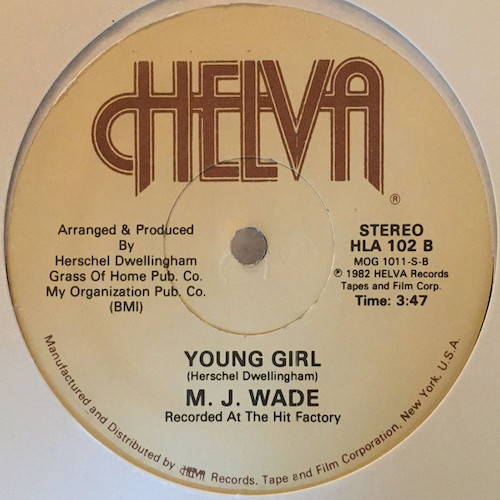 HELVA
®
Arranged & Produced
By
Herschel Dwellingham
Grass Of Home Pub. Co.
My Organization Pub. Co.
(BMI)
STEREO
HLA 102 B
MOG 1011-S-B
℗ 1982 HELVA Records
Tapes and Film Corp.
Time: 3:47
YOUNG GIRL
(Herschel Dwellingham)
M. J. WADE
Recorded At The Hit Factory
Manufactured and Distributed by HELVA Records, Tape and Film Corporation, New York, U.S.A.